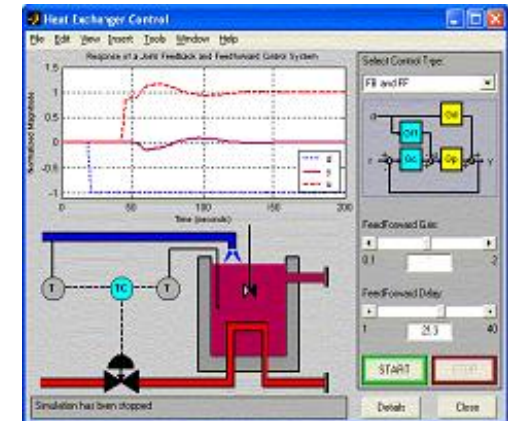 Heat Exchanger Control
File Edit View Insert Tools Window Help
Response of a Joint Feedback and Feedforward Control System
1.5
1
0.5
0
-0.5
-1
Normalized Magnitude
0 50 100 150 200
Time (seconds)
d
y
u
Select Control Type:
FB and FF
d
Gd
Gff
r
Gc
Gp
y
FeedForward Gain:
0.1
2
FeedForward Delay:
1
21.3
40
T
TC
T
START
STOP
Simulation has been stopped
Details
Close